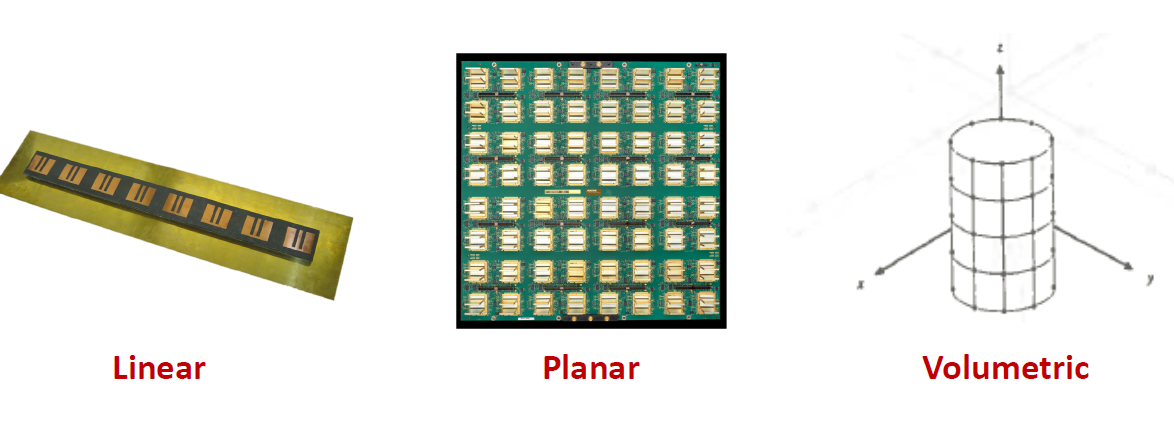 z
x
y
Linear
Planar
Volumetric